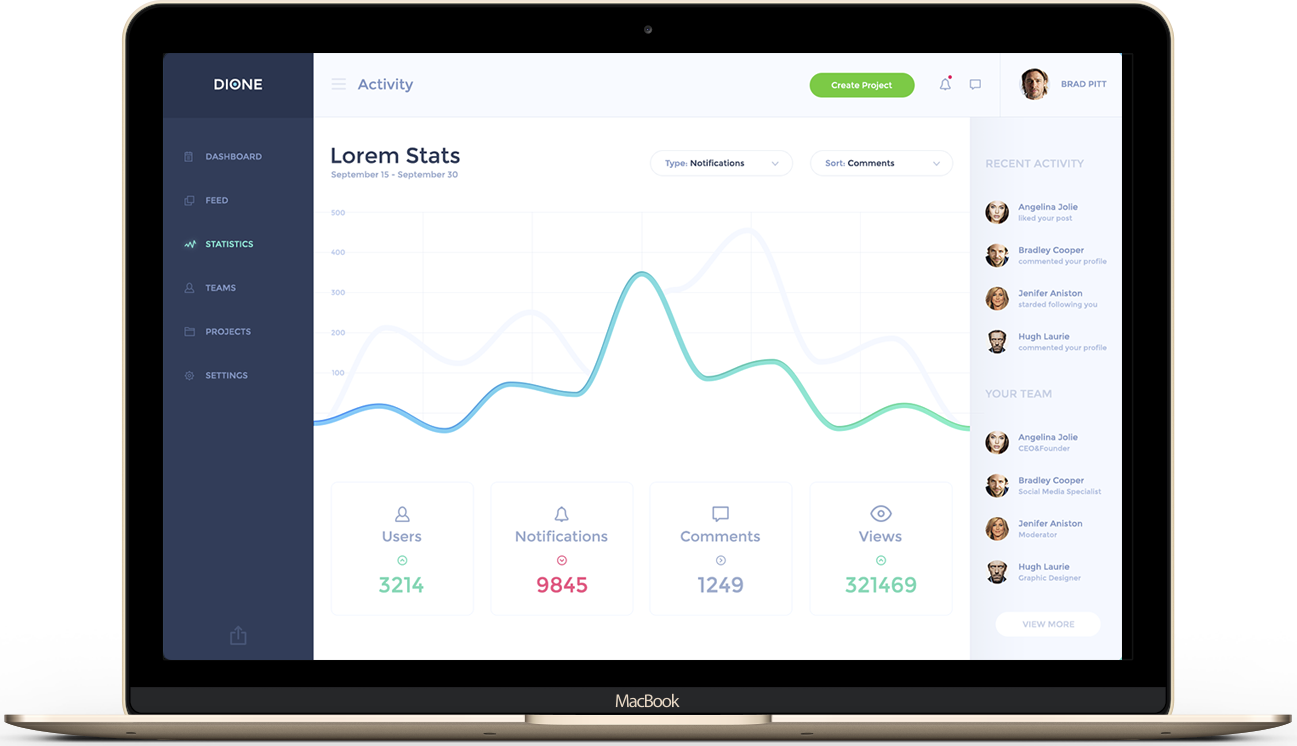 DIONE
Activity
Create Project
BRAD PITT
DASHBOARD
FEED
STATISTICS
TEAMS
PROJECTS
SETTINGS
Lorem Stats
September 15 - September 30
Type: Notifications
Sort: Comments
500
400
300
200
100
Users
3214
Notifications
9845
Comments
1249
Views
321469
RECENT ACTIVITY
Angelina Jolie
liked your post
Bradley Cooper
commented your profile
Jenifer Aniston
starded following you
Hugh Laurie
commented your profile
YOUR TEAM
Angelina Jolie
CEO&Founder
Bradley Cooper
Social Media Specialist
Jenifer Aniston
Moderator
Hugh Laurie
Graphic Designer
VIEW MORE
MacBook